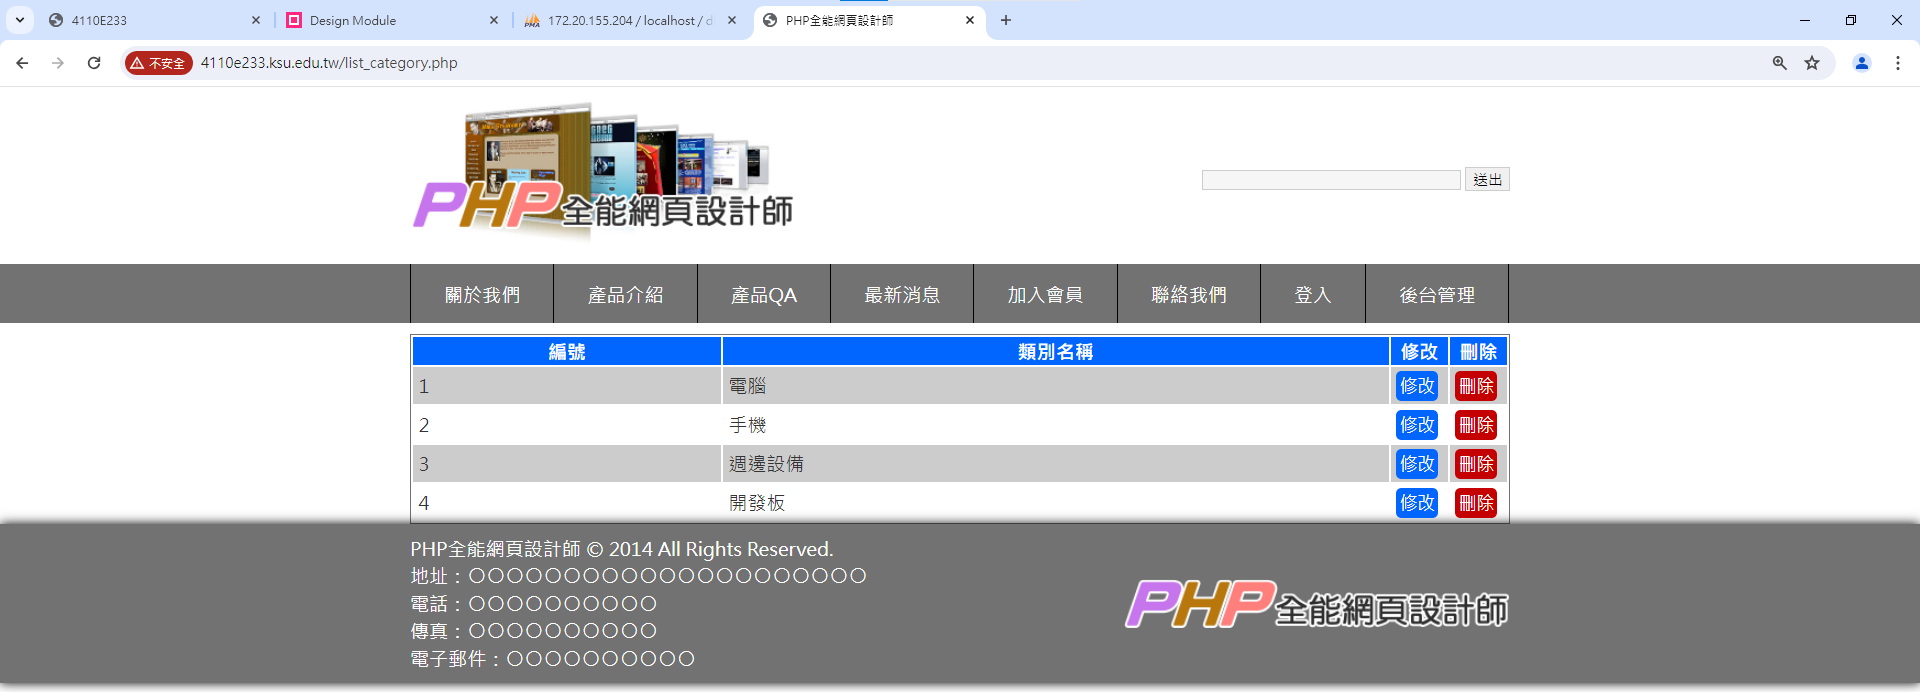 4110E233
Design Module
172.20.155.204 / localhost / d
PHP全能網頁設計師
不安全
4110e233.ksu.edu.tw/list_category.php
PHP全能網頁設計師
送出
關於我們 產品介紹 產品QA 最新消息 加入會員 聯絡我們 登入 後台管理
編號 類別名稱 修改 刪除
1 電腦 修改 刪除
2 手機 修改 刪除
3 週邊設備 修改 刪除
4 開發板 修改 刪除
PHP全能網頁設計師 © 2014 All Rights Reserved.
地址：〇〇〇〇〇〇〇〇〇〇〇〇〇〇〇〇〇〇〇〇〇
電話：〇〇〇〇〇〇〇〇〇〇
傳真：〇〇〇〇〇〇〇〇〇〇
電子郵件：〇〇〇〇〇〇〇〇〇〇
PHP全能網頁設計師